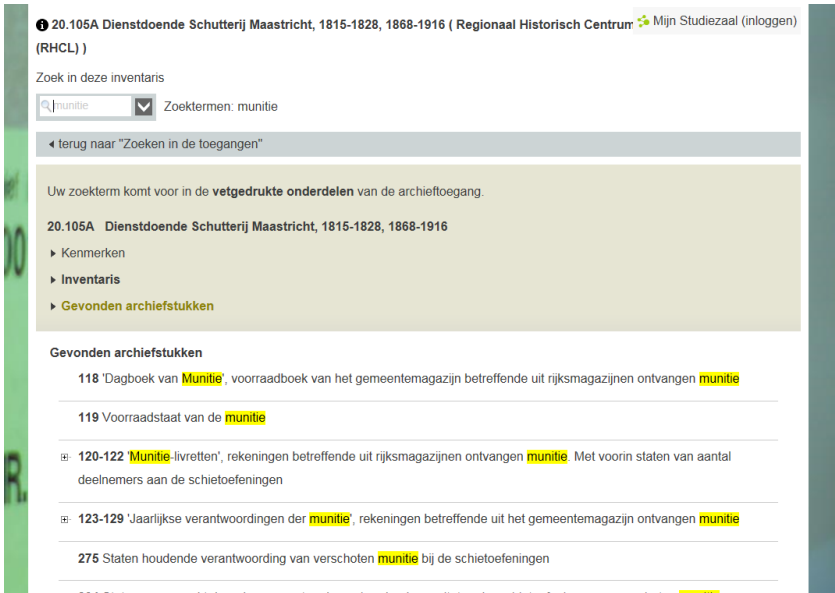 20.105A Dienstdoende Schutterij Maastricht, 1815-1828, 1868-1916 ( Regionaal Historisch Centrum
Mijn Studiezaal (inloggen)
(RHCL) )
Zoek in deze inventaris
munitie
Zoektermen: munitie
terug naar "Zoeken in de toegangen"
Uw zoekterm komt voor in de vetgedrukte onderdelen van de archieftoegang.
20.105A Dienstdoende Schutterij Maastricht, 1815-1828, 1868-1916
Kenmerken
Inventaris
Gevonden archiefstukken
Gevonden archiefstukken
118 'Dagboek van Munitie', voorraadboek van het gemeentemagazijn betreffende uit rijksmagazijnen ontvangen munitie
119 Voorraadstaat van de munitie
120-122 'Munitie-livretten', rekeningen betreffende uit rijksmagazijnen ontvangen munitie. Met voorin staten van aantal
deelnemers aan de schietoefeningen
123-129 'Jaarlijkse verantwoordingen der munitie', rekeningen betreffende uit het gemeentemagazijn ontvangen munitie
275 Staten houdende verantwoording van verschoten munitie bij de schietoefeningen